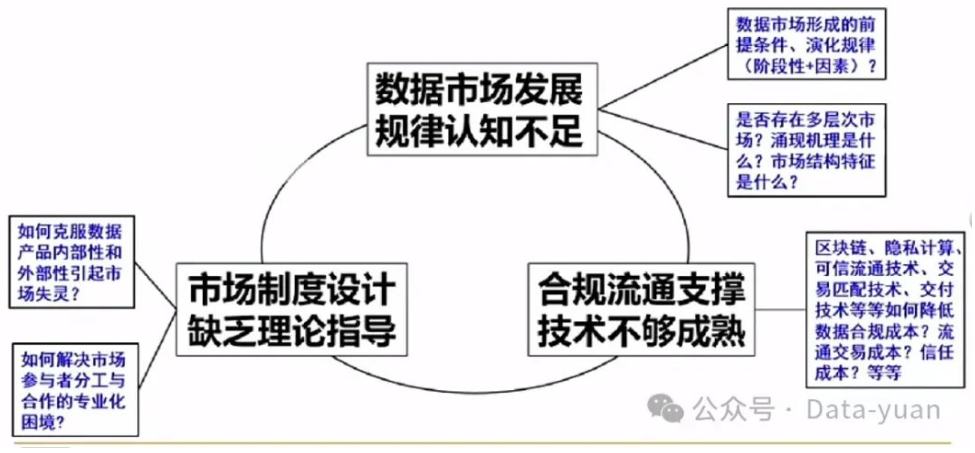 数据市场形成的前
提条件、演化规律
（阶段性+因素）？
数据市场发展
规律认知不足
是否存在多层次市
场？涌现机理是什
么？市场结构特征
是什么？
如何克服数据
产品内部性和
外部性引起市
场失灵？
市场制度设计
缺乏理论指导
合规流通支撑
技术不够成熟
区块链、隐私计算、
可信流通技术、交
易匹配技术、交付
技术等等如何降低
数据合规成本？流
通交易成本？信任
成本？等等
如何解决市场
参与者分工与
合作的专业化
困境？
公众号 · Data-yuan